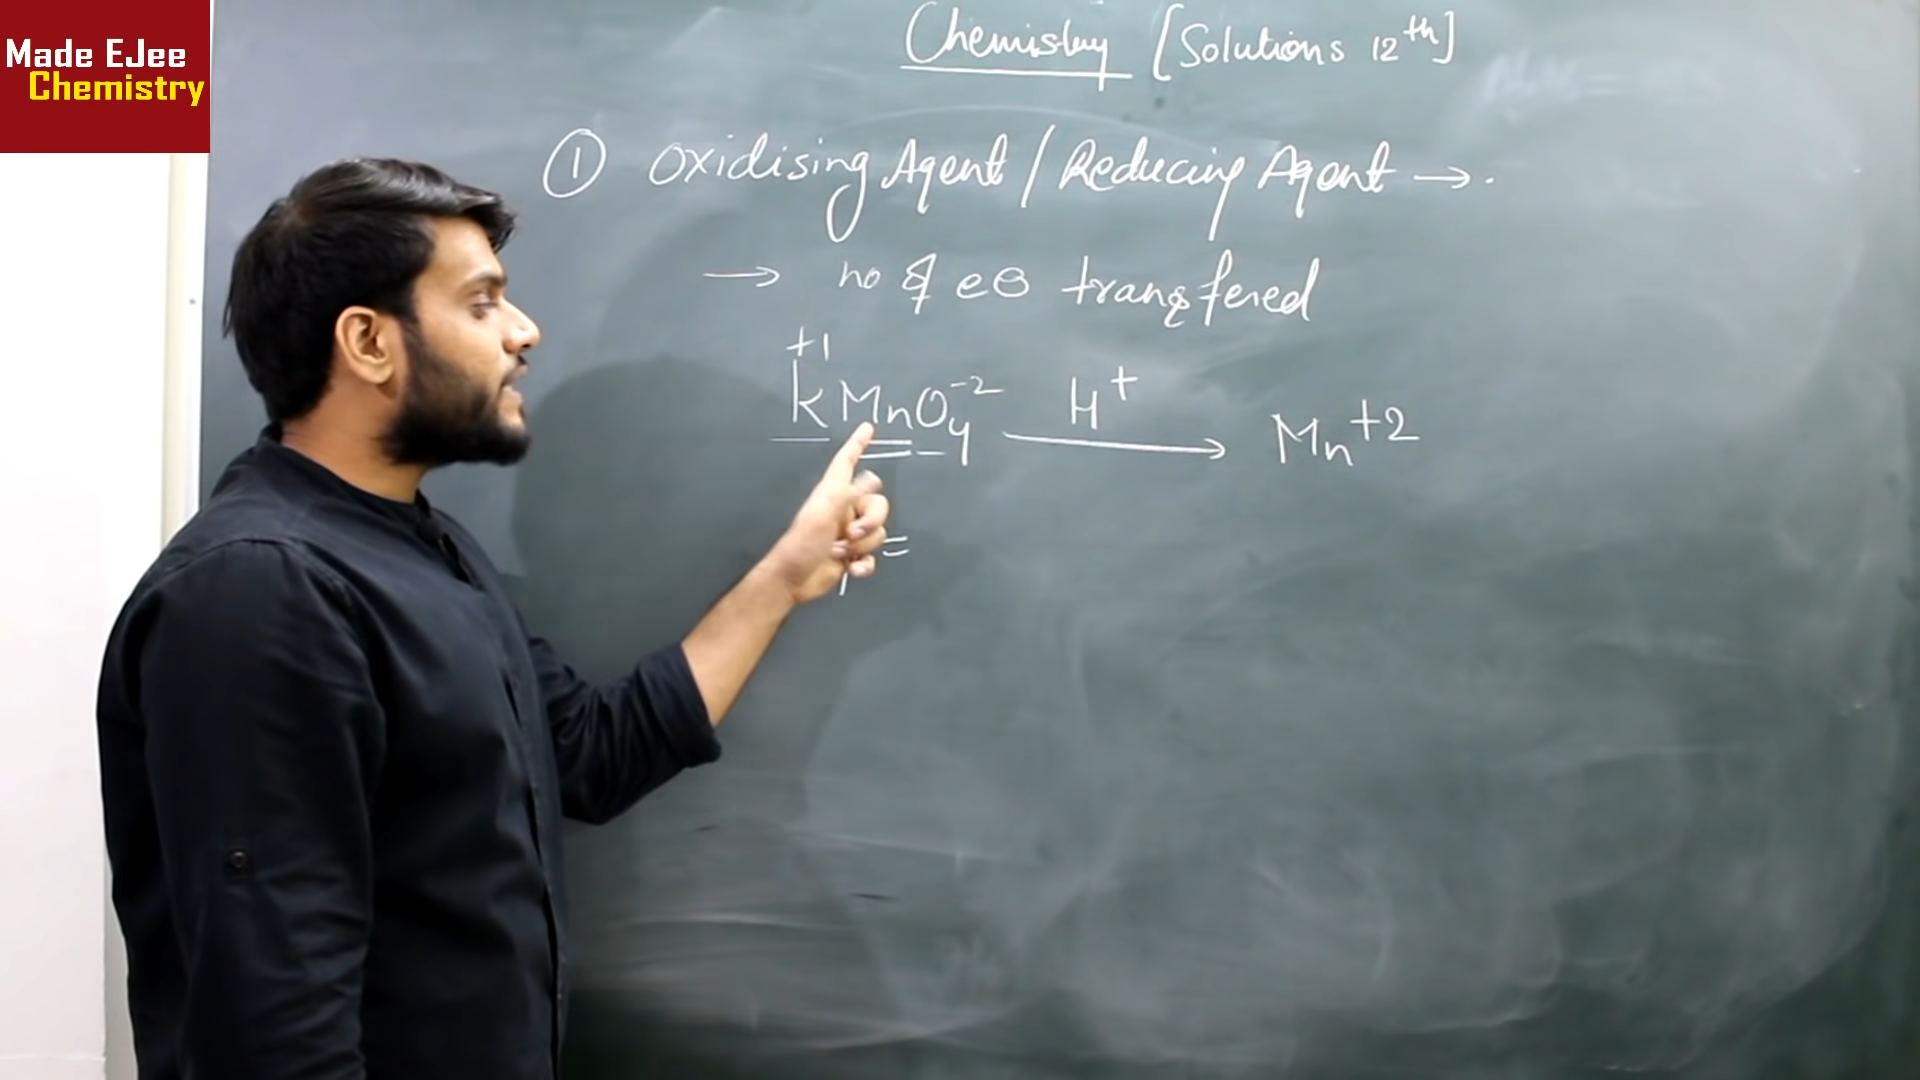 Made EJee
Chemistry
Chemistry [Solutions 12th]
① Oxidising Agent / Reducing Agent → .
→ no of e⊖ transfered
+1
kMnO4-2 H+ → Mn+2
=